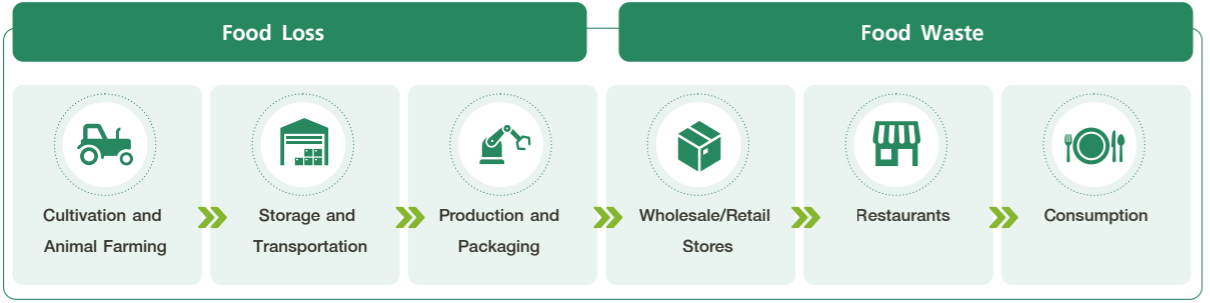 Food Loss
Food Waste
Cultivation and
Animal Farming
Storage and
Transportation
Production and
Packaging
Wholesale/Retail
Stores
Restaurants
Consumption